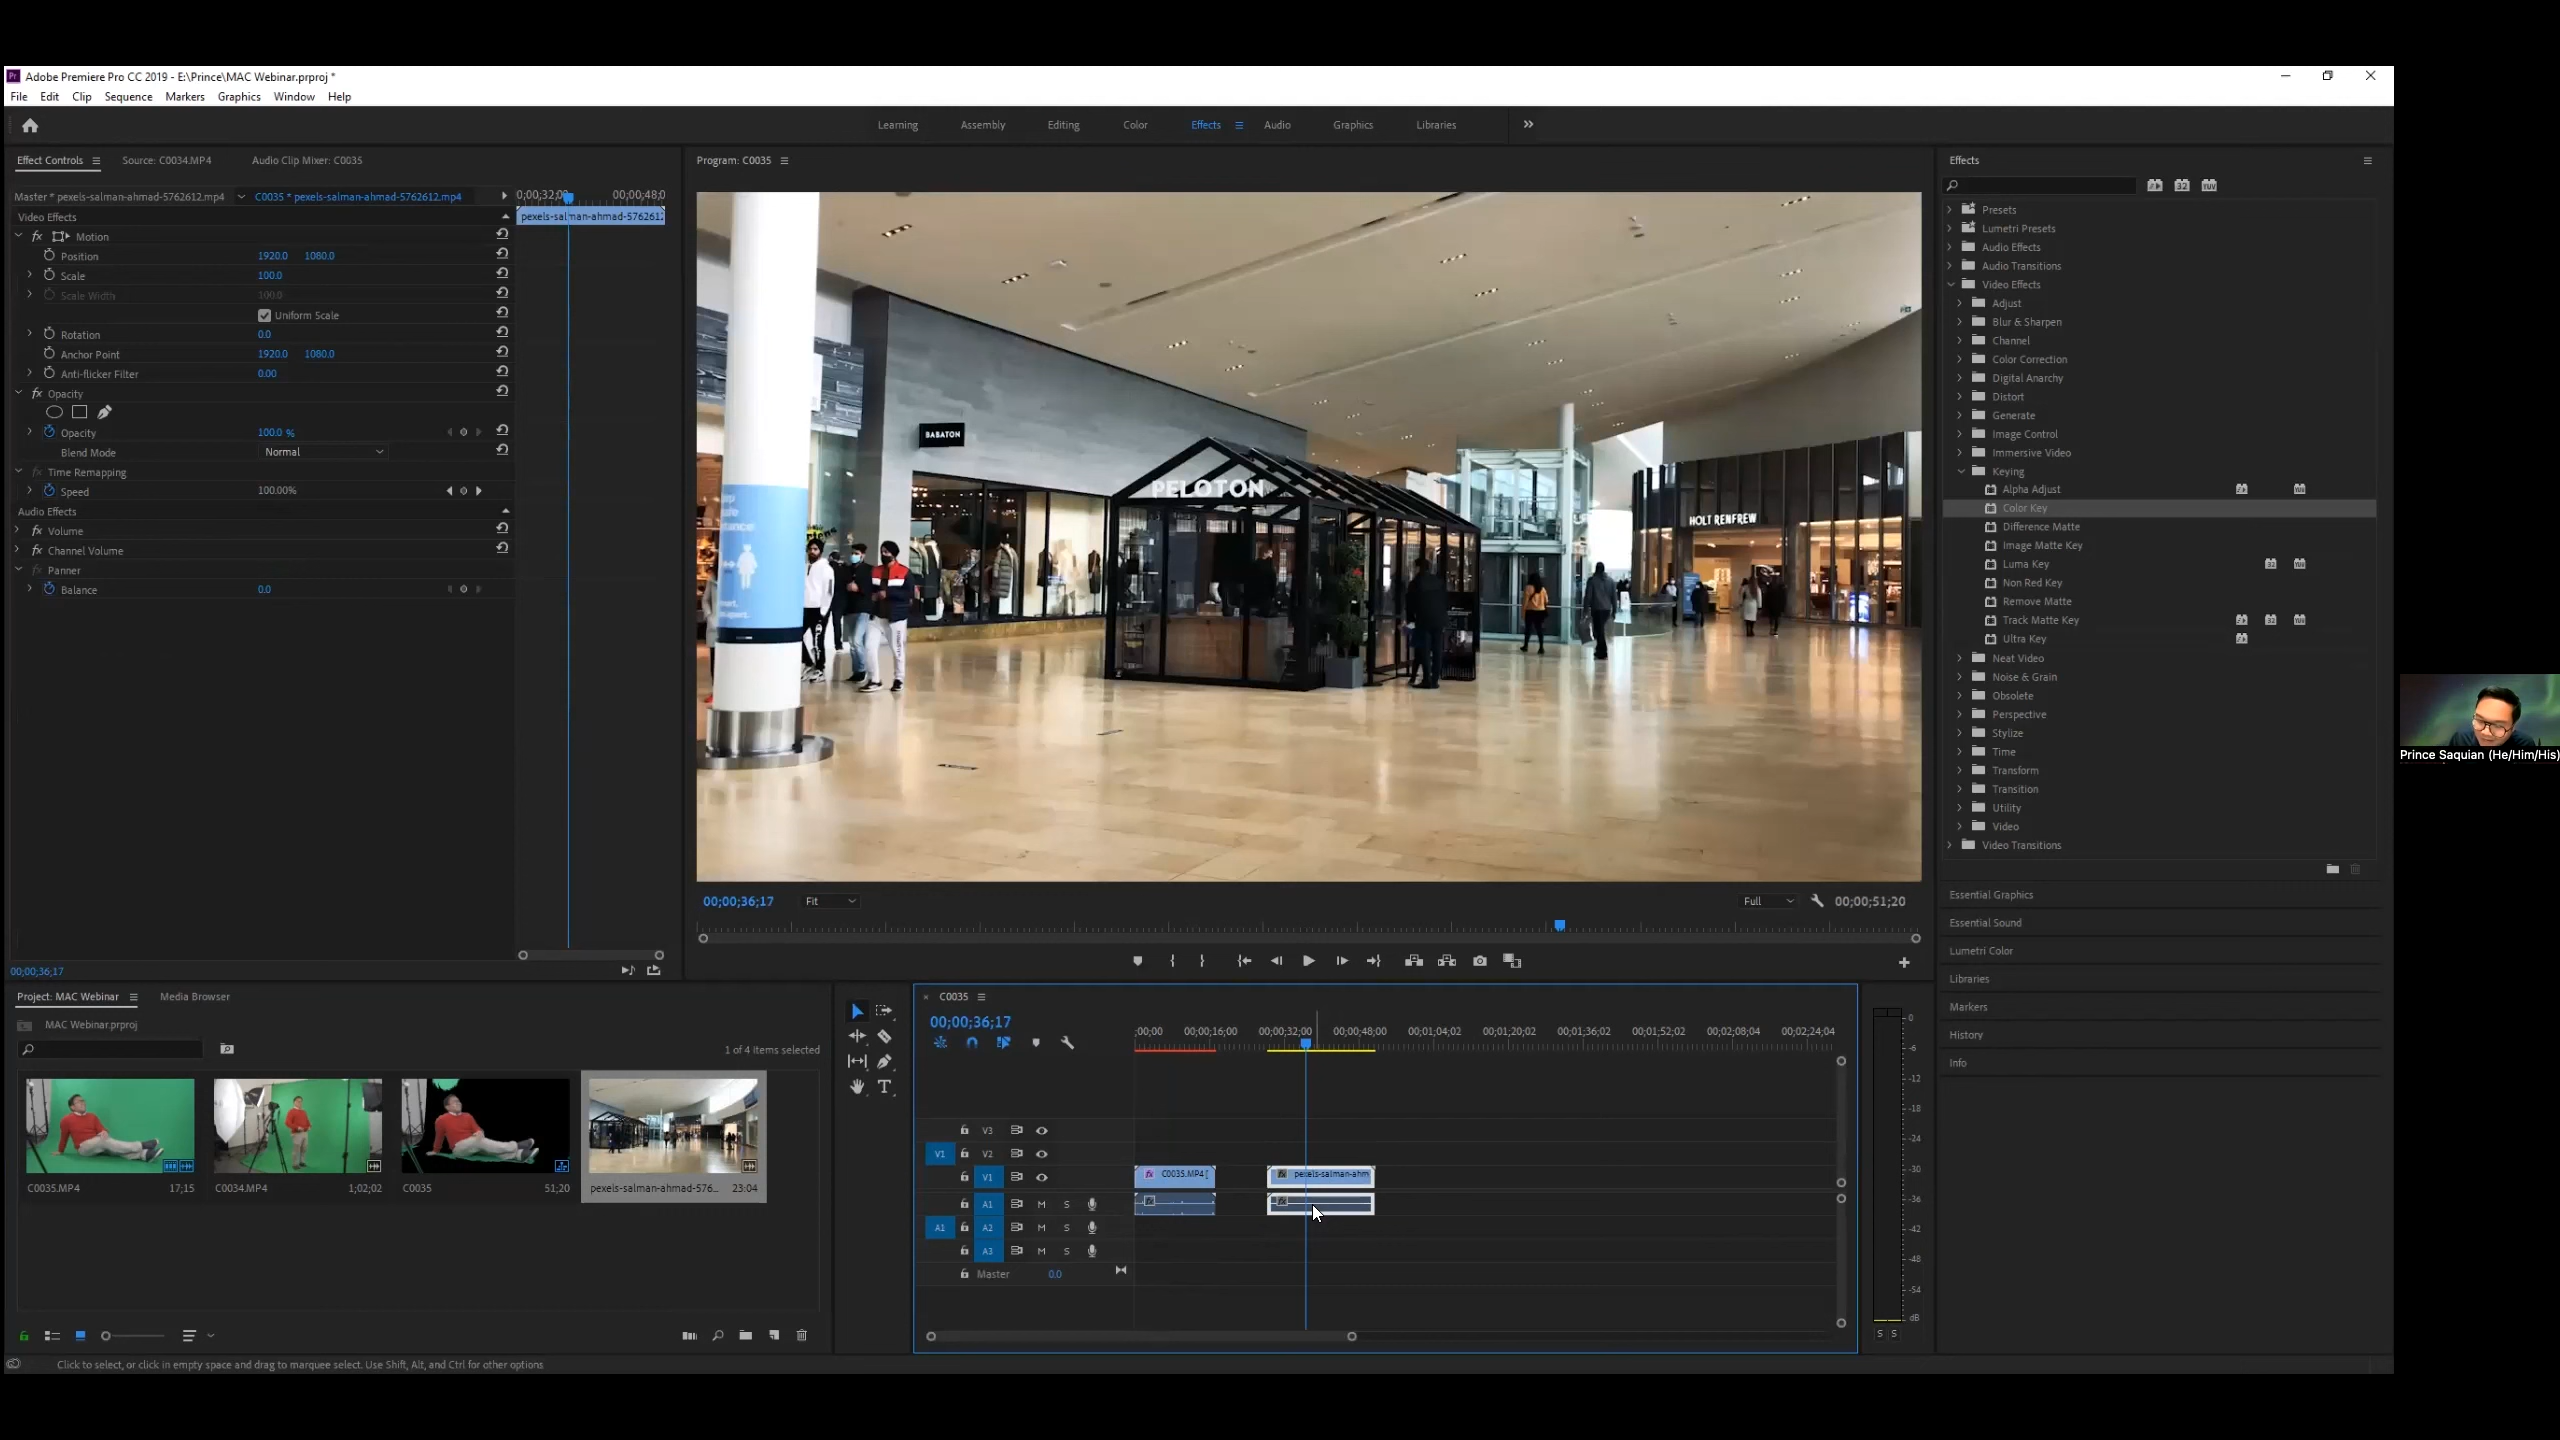 Adobe Premiere Pro CC 2019 - E:\Prince\MAC Webinar.prproj *
File Edit Clip Sequence Markers Graphics Window Help
Learning Assembly Editing Color Effects Audio Graphics Libraries
Effect Controls Source: C0034.MP4 Audio Clip Mixer: C0035
Master * pexels-salman-ahmad-5762612.mp4 C0035 * pexels-salman-ahmad-5762612.mp4
00;00;48;0
pexels-salman-ahmad-5762612
Video Effects
fx Motion
Position 1920.0 1080.0
Scale 100.0
Scale Width 100.0
Uniform Scale
Rotation 0.0
Anchor Point 1920.0 1080.0
Anti-flicker Filter 0.00
fx Opacity
Opacity 100.0 %
Blend Mode Normal
fx Time Remapping
Speed 100.00%
Audio Effects
fx Volume
fx Channel Volume
fx Panner
Balance 0.0
00;00;36;17
Program: C0035
BABATON
PELOTON
HOLT RENFREW
00;00;36;17 Fit Full 00;00;51;20
Effects
Presets
Lumetri Presets
Audio Effects
Audio Transitions
Video Effects
Adjust
Blur & Sharpen
Channel
Color Correction
Digital Anarchy
Distort
Generate
Image Control
Immersive Video
Keying
Alpha Adjust
Color Key
Difference Matte
Image Matte Key
Luma Key
Non Red Key
Remove Matte
Track Matte Key
Ultra Key
Neat Video
Noise & Grain
Obsolete
Perspective
Stylize
Time
Transform
Transition
Utility
Video
Video Transitions
Essential Graphics
Essential Sound
Lumetri Color
Libraries
Markers
History
Info
Prince Saquian (He/Him/His)
Project: MAC Webinar Media Browser
MAC Webinar.prproj
1 of 4 items selected
C0035.MP4 17;15
C0034.MP4 1;02;02
C0035 51;20
pexels-salman-ahmad-576... 23:04
C0035
00;00;36;17
;00;00 00;00;16;00 00;00;32;00 00;00;48;00 00;01;04;02 00;01;20;02 00;01;36;02 00;01;52;02 00;02;08;04 00;02;24;04
V3
V1 V2
V1 fx C0035.MP4 [ fx pexels-salman-ahm
A1 M S
A1 A2 M S
A3 M S
Master 0.0
0
-6
-12
-18
-24
-30
-36
-42
-48
-54
dB
S S
Click to select, or click in empty space and drag to marquee select. Use Shift, Alt, and Ctrl for other options